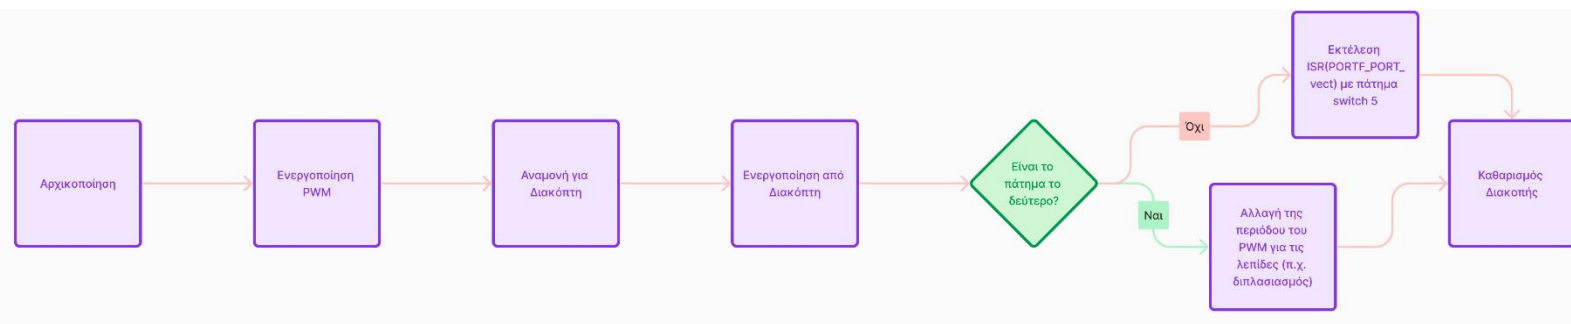 Αρχικοποίηση
Ενεργοποίηση
PWM
Αναμονή για
Διακόπτη
Ενεργοποίηση από
Διακόπτη
Είναι το
πάτημα το
δεύτερο?
Όχι
Εκτέλεση
ISR(PORTF_PORT_
vect) με πάτημα
switch 5
Ναι
Αλλαγή της
περιόδου του
PWM για τις
λεπίδες (π.χ.
διπλασιασμός)
Καθαρισμός
Διακοπής